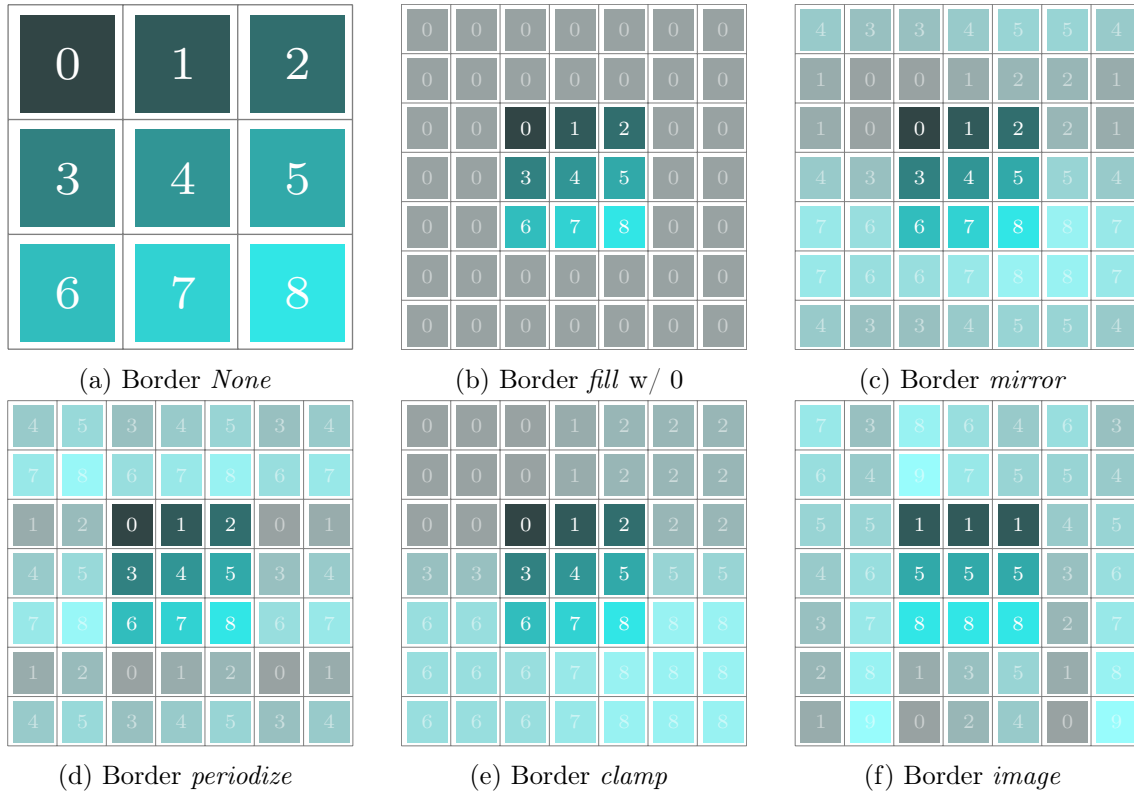 0 1 2
3 4 5
6 7 8
(a) Border None
0 0 0 0 0 0 0
0 0 0 0 0 0 0
0 0 0 1 2 0 0
0 0 3 4 5 0 0
0 0 6 7 8 0 0
0 0 0 0 0 0 0
0 0 0 0 0 0 0
(b) Border fill w/ 0
4 3 3 4 5 5 4
1 0 0 1 2 2 1
1 0 0 1 2 2 1
4 3 3 4 5 5 4
7 6 6 7 8 8 7
7 6 6 7 8 8 7
4 3 3 4 5 5 4
(c) Border mirror
4 5 3 4 5 3 4
7 8 6 7 8 6 7
1 2 0 1 2 0 1
4 5 3 4 5 3 4
7 8 6 7 8 6 7
1 2 0 1 2 0 1
4 5 3 4 5 3 4
(d) Border periodize
0 0 0 1 2 2 2
0 0 0 1 2 2 2
0 0 0 1 2 2 2
3 3 3 4 5 5 5
6 6 6 7 8 8 8
6 6 6 7 8 8 8
6 6 6 7 8 8 8
(e) Border clamp
7 3 8 6 4 6 3
6 4 9 7 5 5 4
5 5 1 1 1 4 5
4 6 5 5 5 3 6
3 7 8 8 8 2 7
2 8 1 3 5 1 8
1 9 0 2 4 0 9
(f) Border image